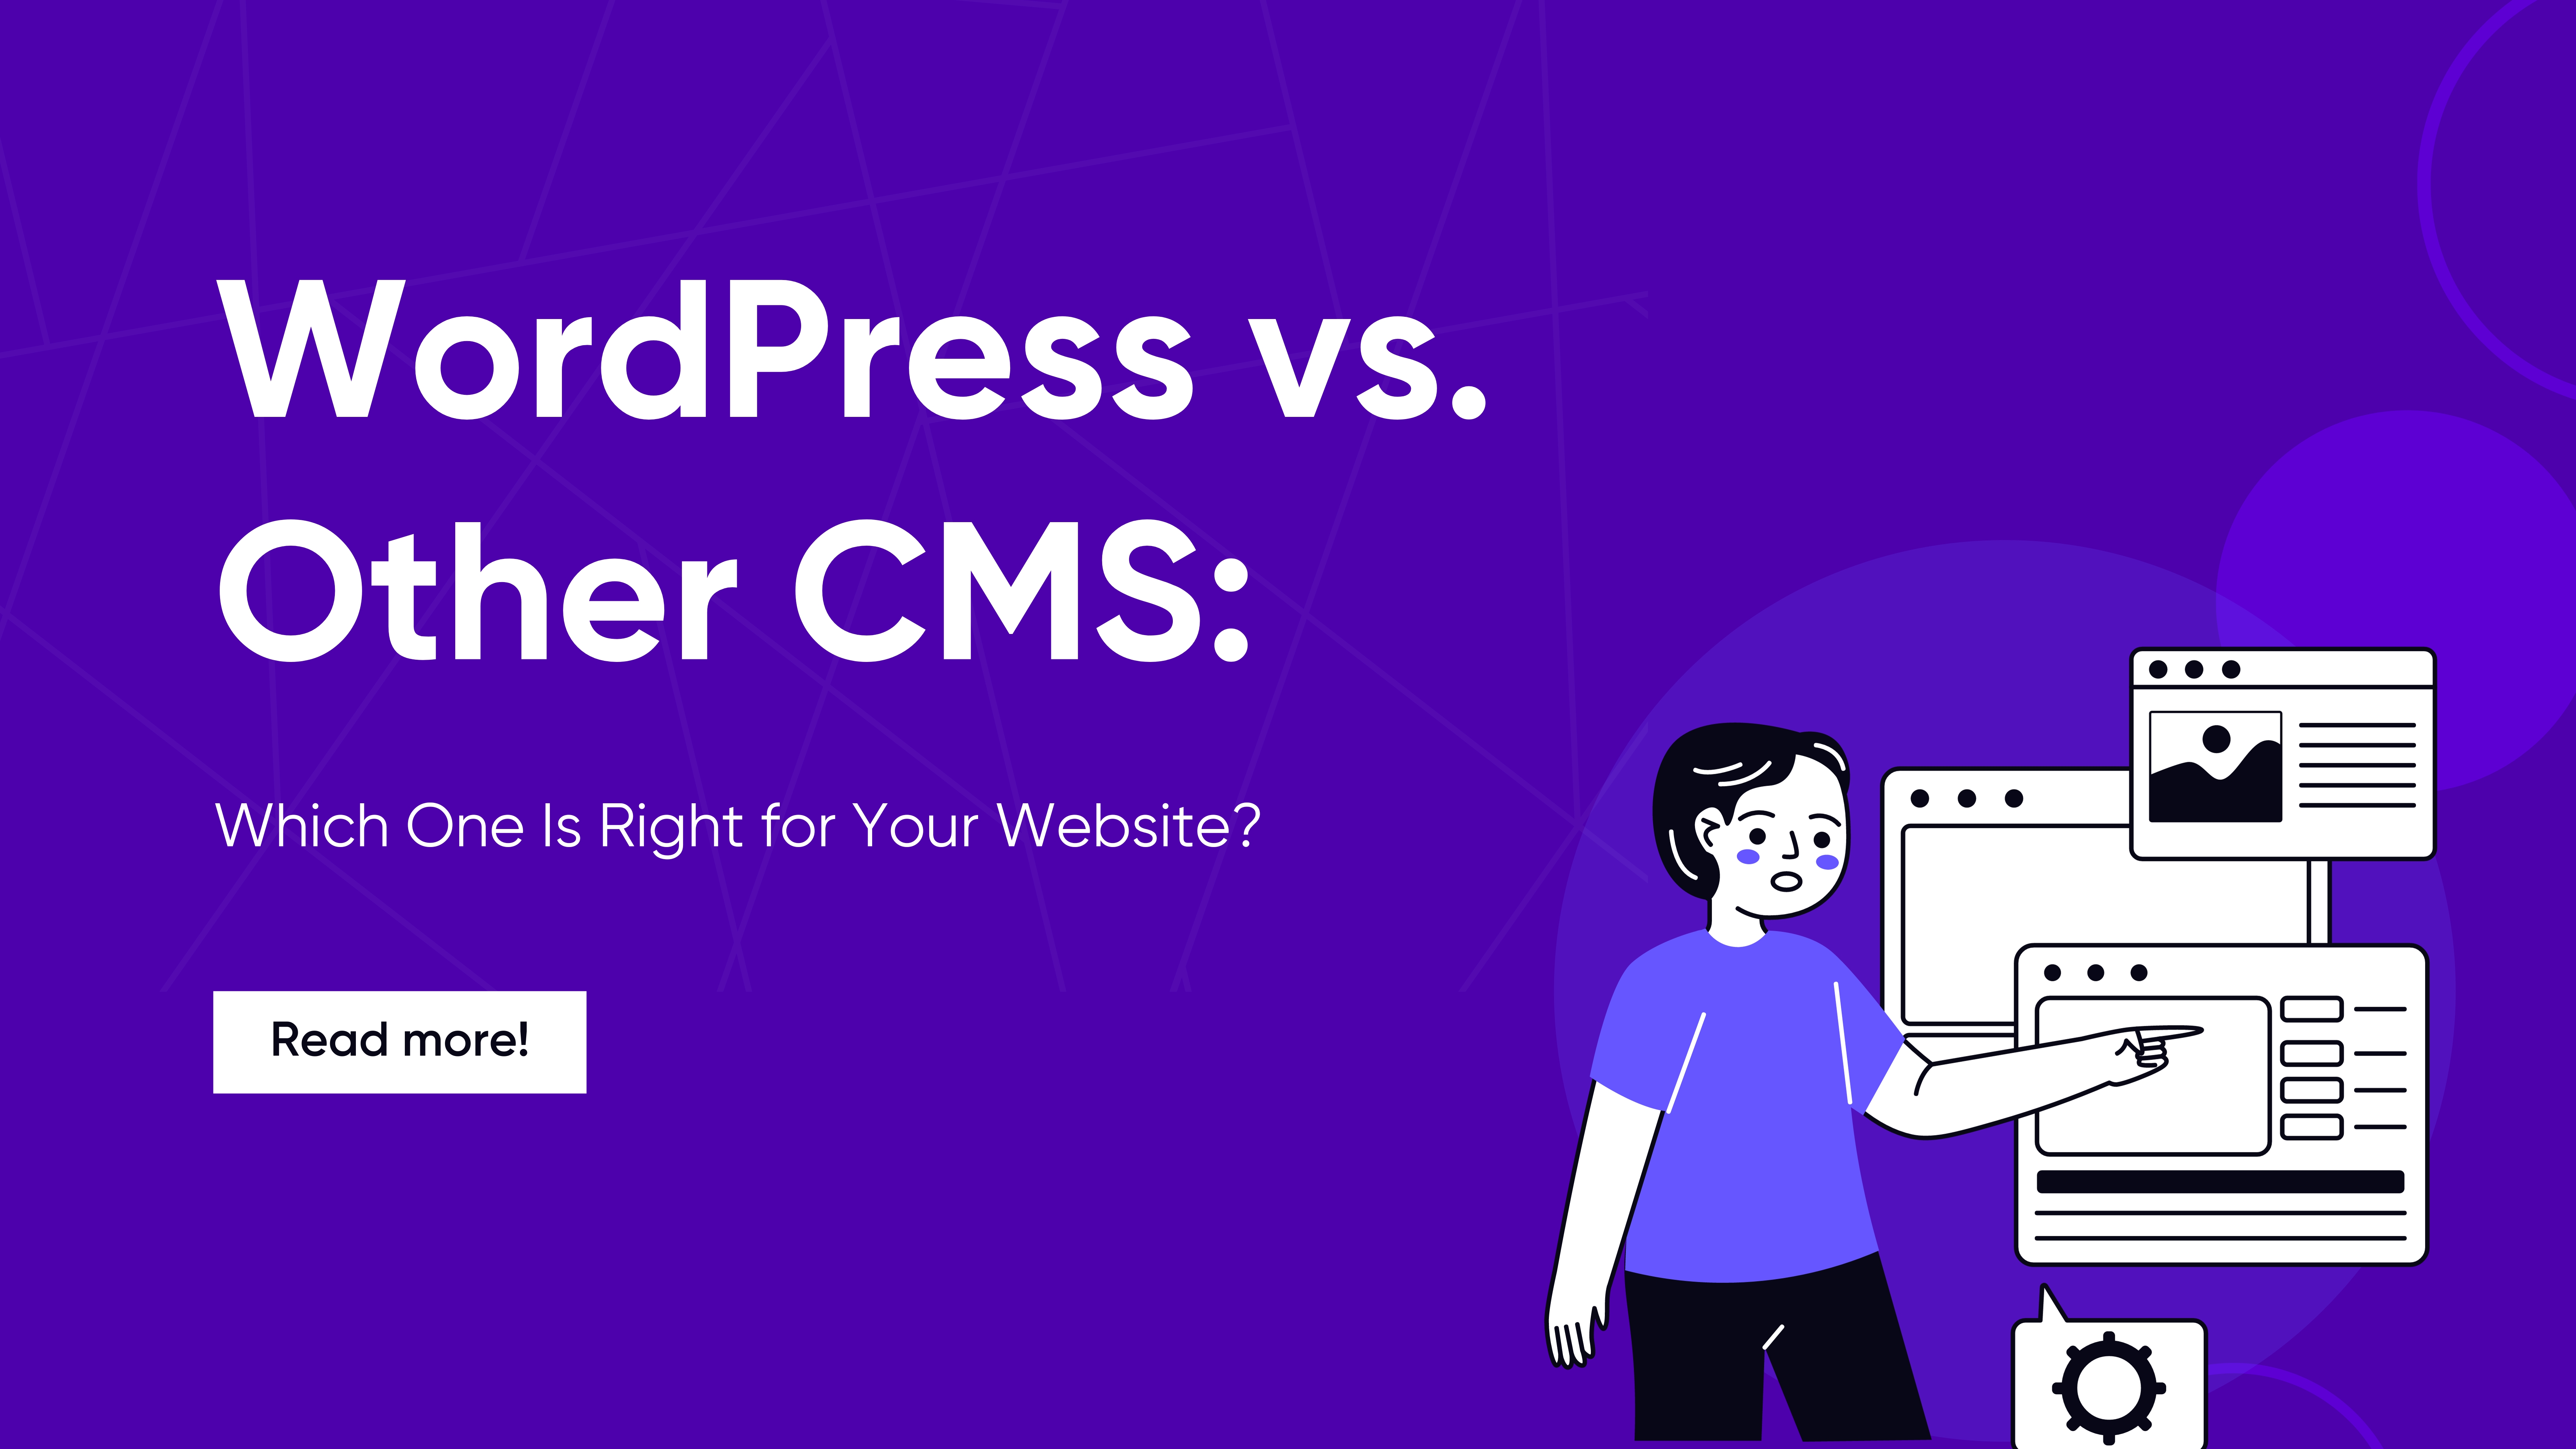 WordPress vs.
Other CMS:
Which One Is Right for Your Website?
Read more!